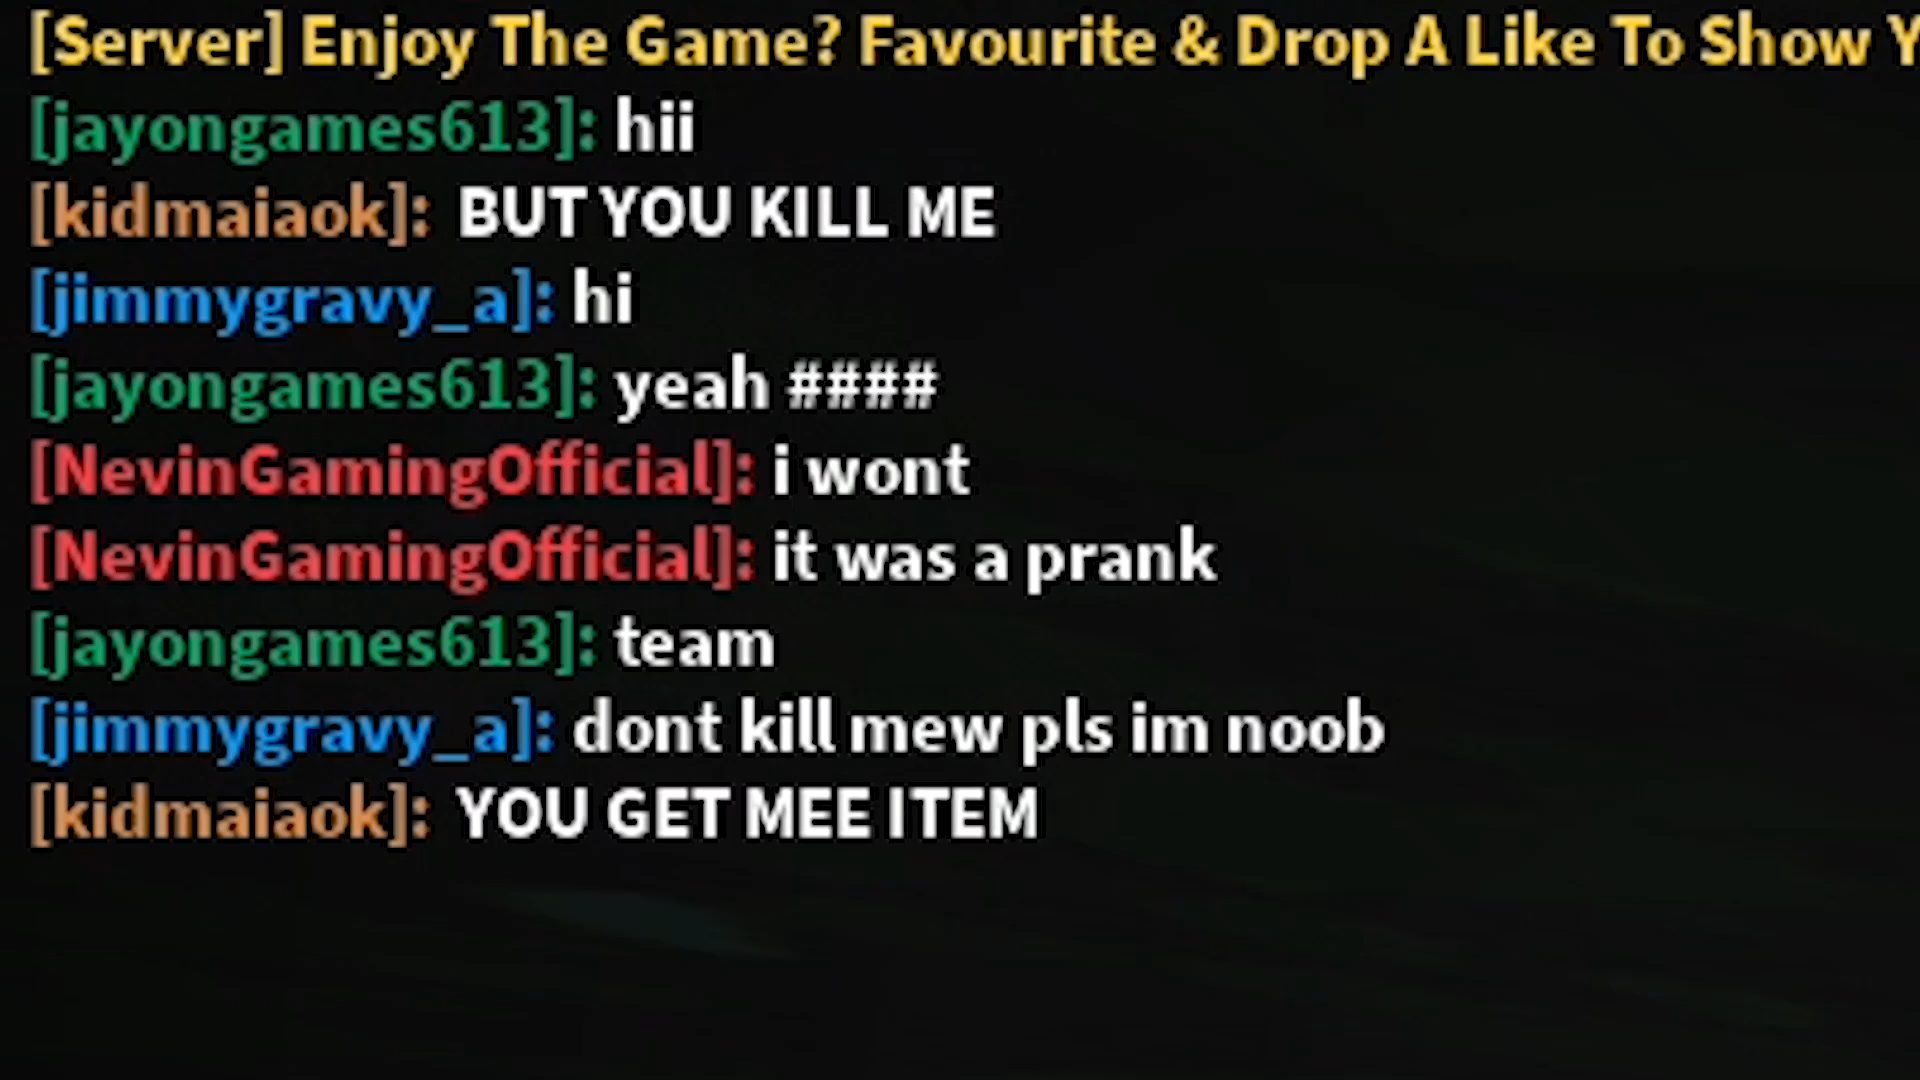 [Server] Enjoy The Game? Favourite & Drop A Like To Show
[jayongames613]: hii
[kidmaiaok]: BUT YOU KILL ME
[jimmygravy_a]: hi
[jayongames613]: yeah ####
[NevinGamingOfficial]: i wont
[NevinGamingOfficial]: it was a prank
[jayongames613]: team
[jimmygravy_a]: dont kill mew pls im noob
[kidmaiaok]: YOU GET MEE ITEM